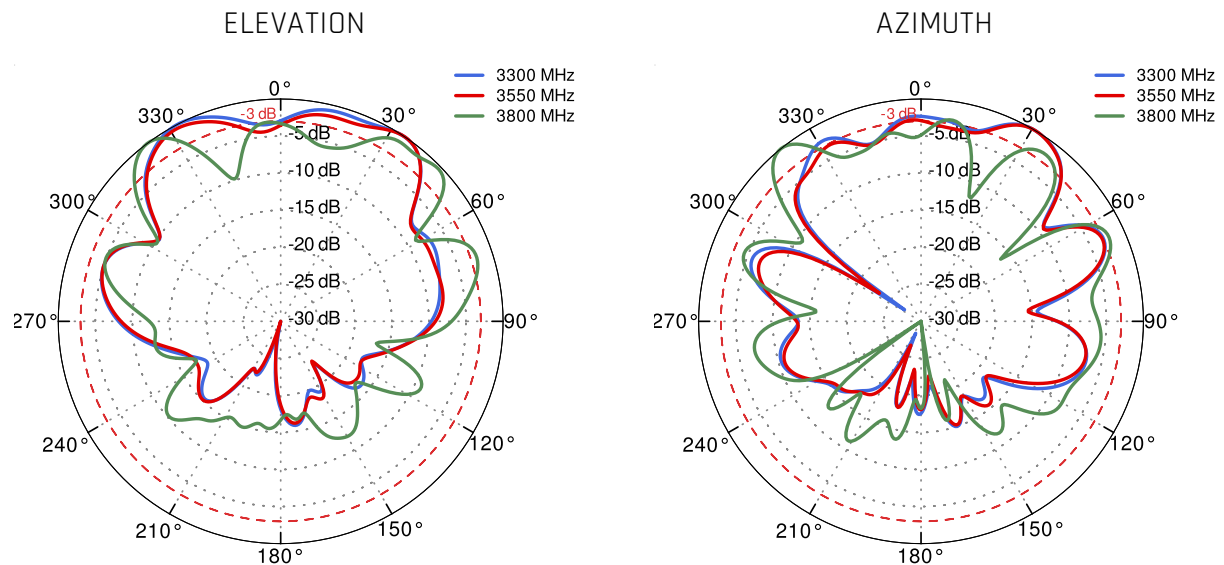 ELEVATION
3300 MHz
3550 MHz
3800 MHz
0°
330°
-3 dB
30°
-5 dB
-10 dB
300°
-15 dB
60°
-20 dB
-25 dB
270°
-30 dB
90°
240°
120°
210°
150°
180°
AZIMUTH
3300 MHz
3550 MHz
3800 MHz
0°
330°
-3 dB
30°
-5 dB
-10 dB
300°
-15 dB
60°
-20 dB
-25 dB
270°
-30 dB
90°
240°
120°
210°
150°
180°